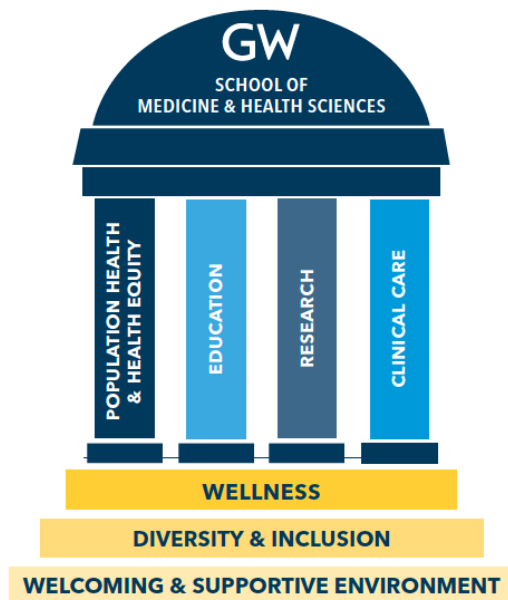 GW
SCHOOL OF
MEDICINE & HEALTH SCIENCES
POPULATION HEALTH
& HEALTH EQUITY
EDUCATION
RESEARCH
CLINICAL CARE
WELLNESS
DIVERSITY & INCLUSION
WELCOMING & SUPPORTIVE ENVIRONMENT